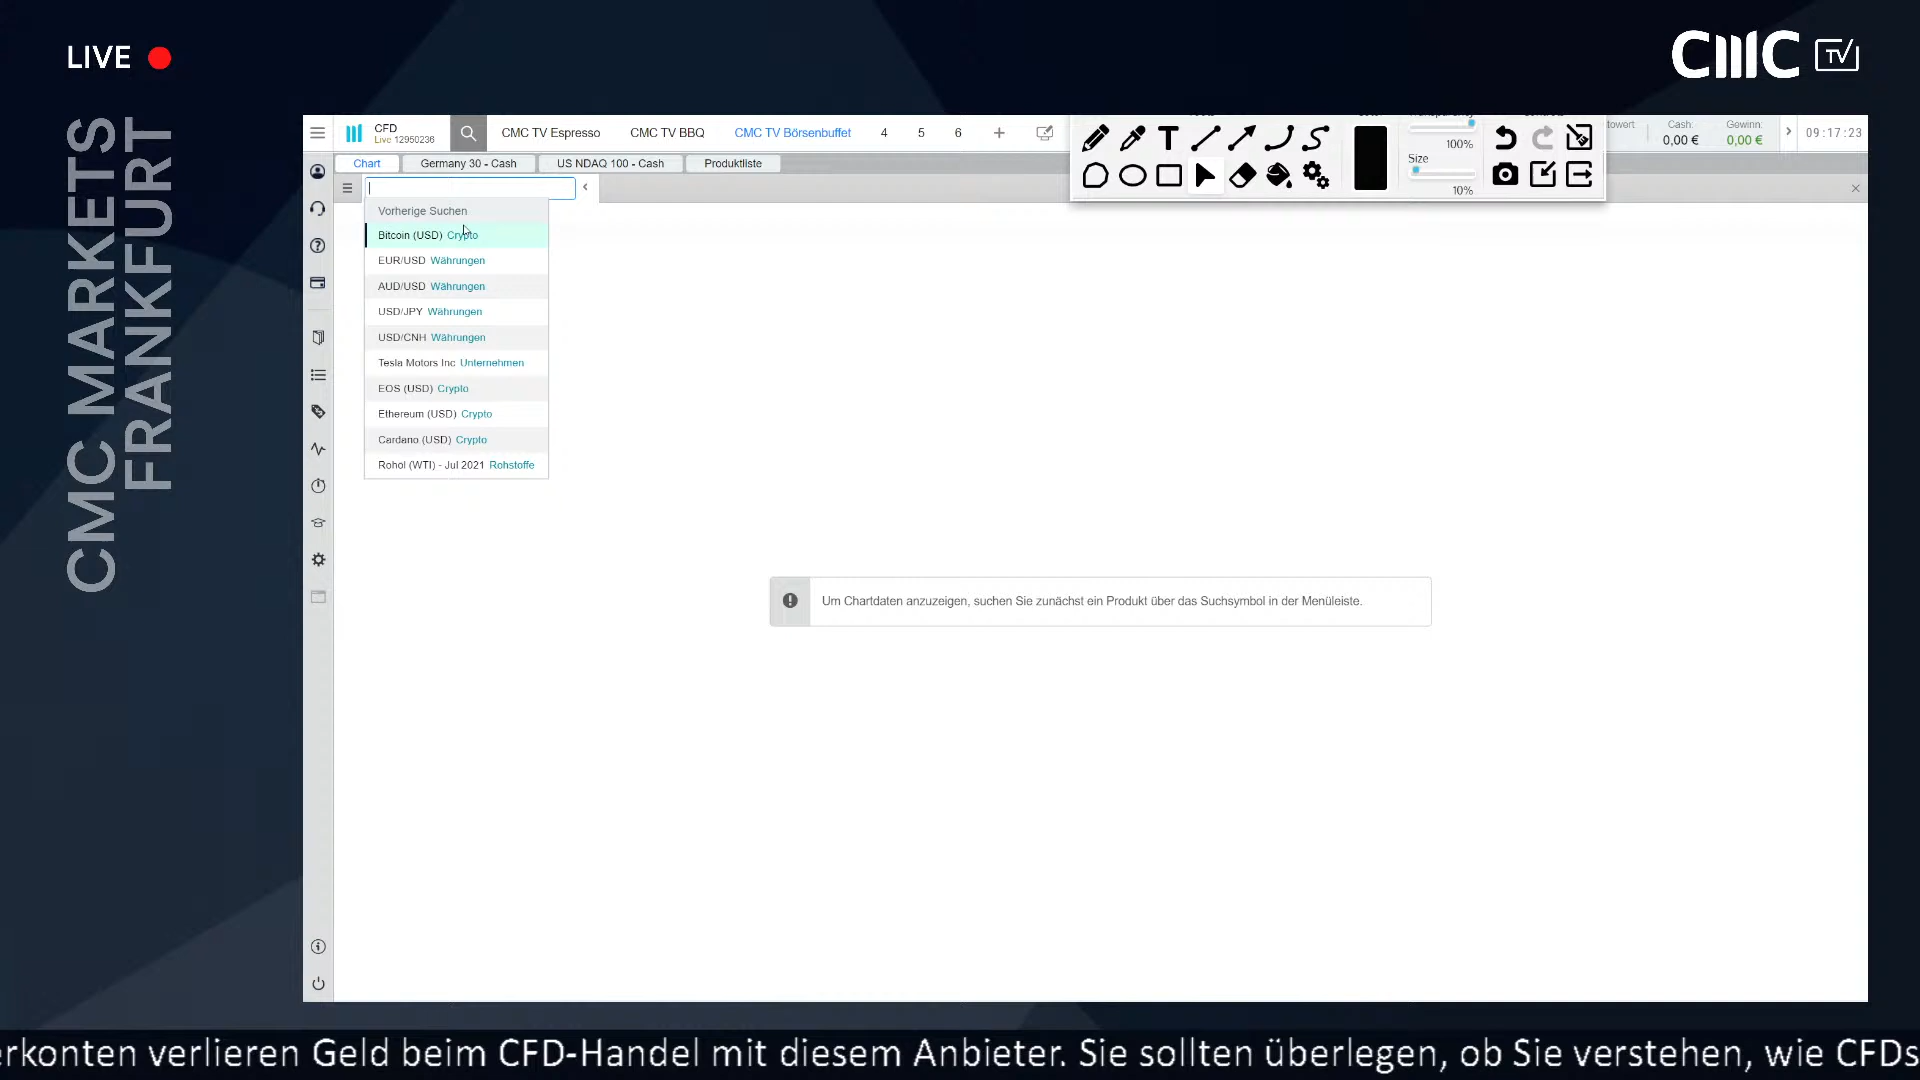 LIVE
CMC TV
CMC MARKETS
FRANKFURT
CFD
Live 12950236
CMC TV Espresso
CMC TV BBQ
CMC TV Börsenbuffet
4
5
6
+
100%
Size
10%
towert
Cash:
0,00 €
Gewinn:
0,00 €
09:17:23
Chart
Germany 30 - Cash
US NDAQ 100 - Cash
Produktliste
Vorherige Suchen
Bitcoin (USD) Crypto
EUR/USD Währungen
AUD/USD Währungen
USD/JPY Währungen
USD/CNH Währungen
Tesla Motors Inc Unternehmen
EOS (USD) Crypto
Ethereum (USD) Crypto
Cardano (USD) Crypto
Rohöl (WTI) - Jul 2021 Rohstoffe
Um Chartdaten anzuzeigen, suchen Sie zunächst ein Produkt über das Suchsymbol in der Menüleiste.
erkonten verlieren Geld beim CFD-Handel mit diesem Anbieter. Sie sollten überlegen, ob Sie verstehen, wie CFDs